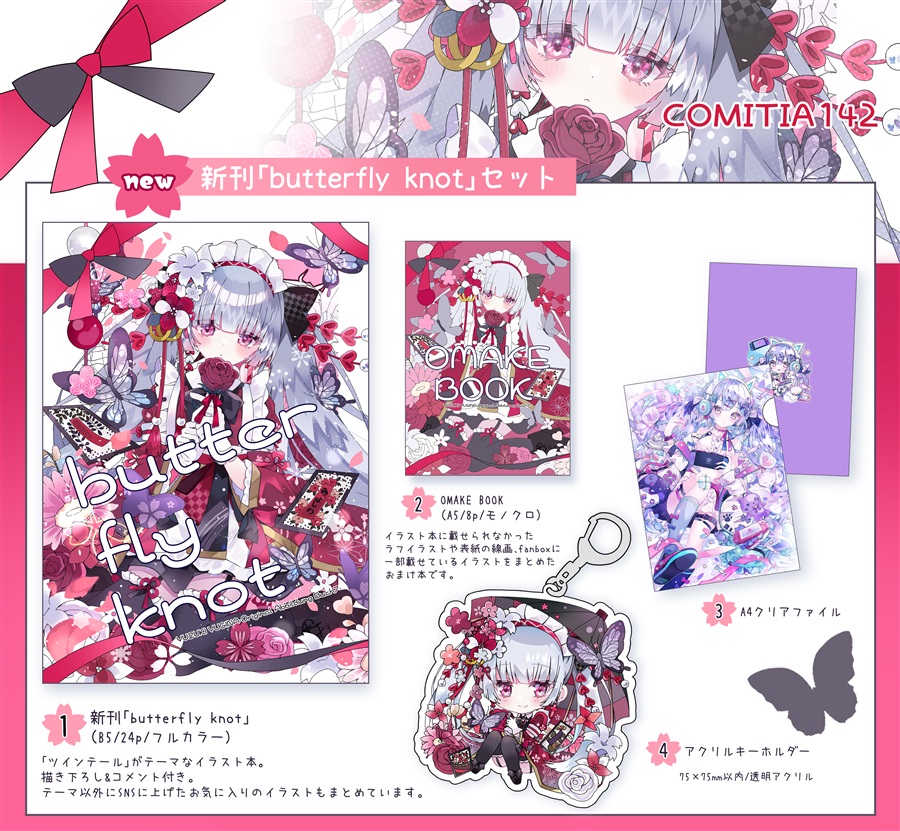 COMITIA142
new
新刊「butterfly knot」セット
butter
fly
knot
OMAKE
BOOK
1
新刊「butterfly knot」
(B5/24p/フルカラー)
「ツインテール」がテーマなイラスト本。
描き下ろし&コメント付き。
テーマ以外にSNSに上げたお気に入りのイラストもまとめています。
2
OMAKE BOOK
(A5/8p/モノクロ)
イラスト本に載せられなかった
ラフイラストや表紙の線画、fanboxに
一部載せているイラストをまとめた
おまけ本です。
3
A4クリアファイル
4
アクリルキーホルダー
75×75mm以内/透明アクリル